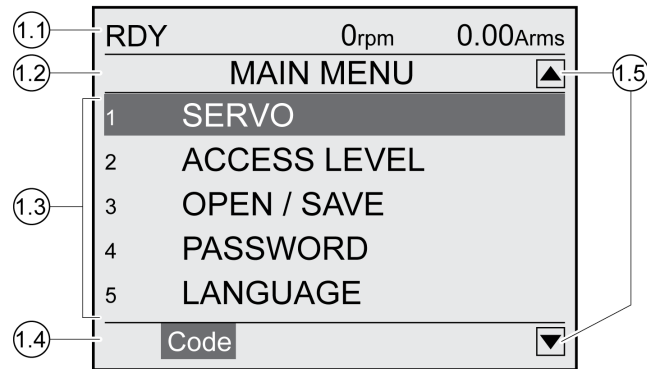 1.1 RDY 0rpm 0.00Arms
1.2 MAIN MENU 1.5
1 SERVO
2 ACCESS LEVEL
1.3 3 OPEN / SAVE
4 PASSWORD
5 LANGUAGE
1.4 Code